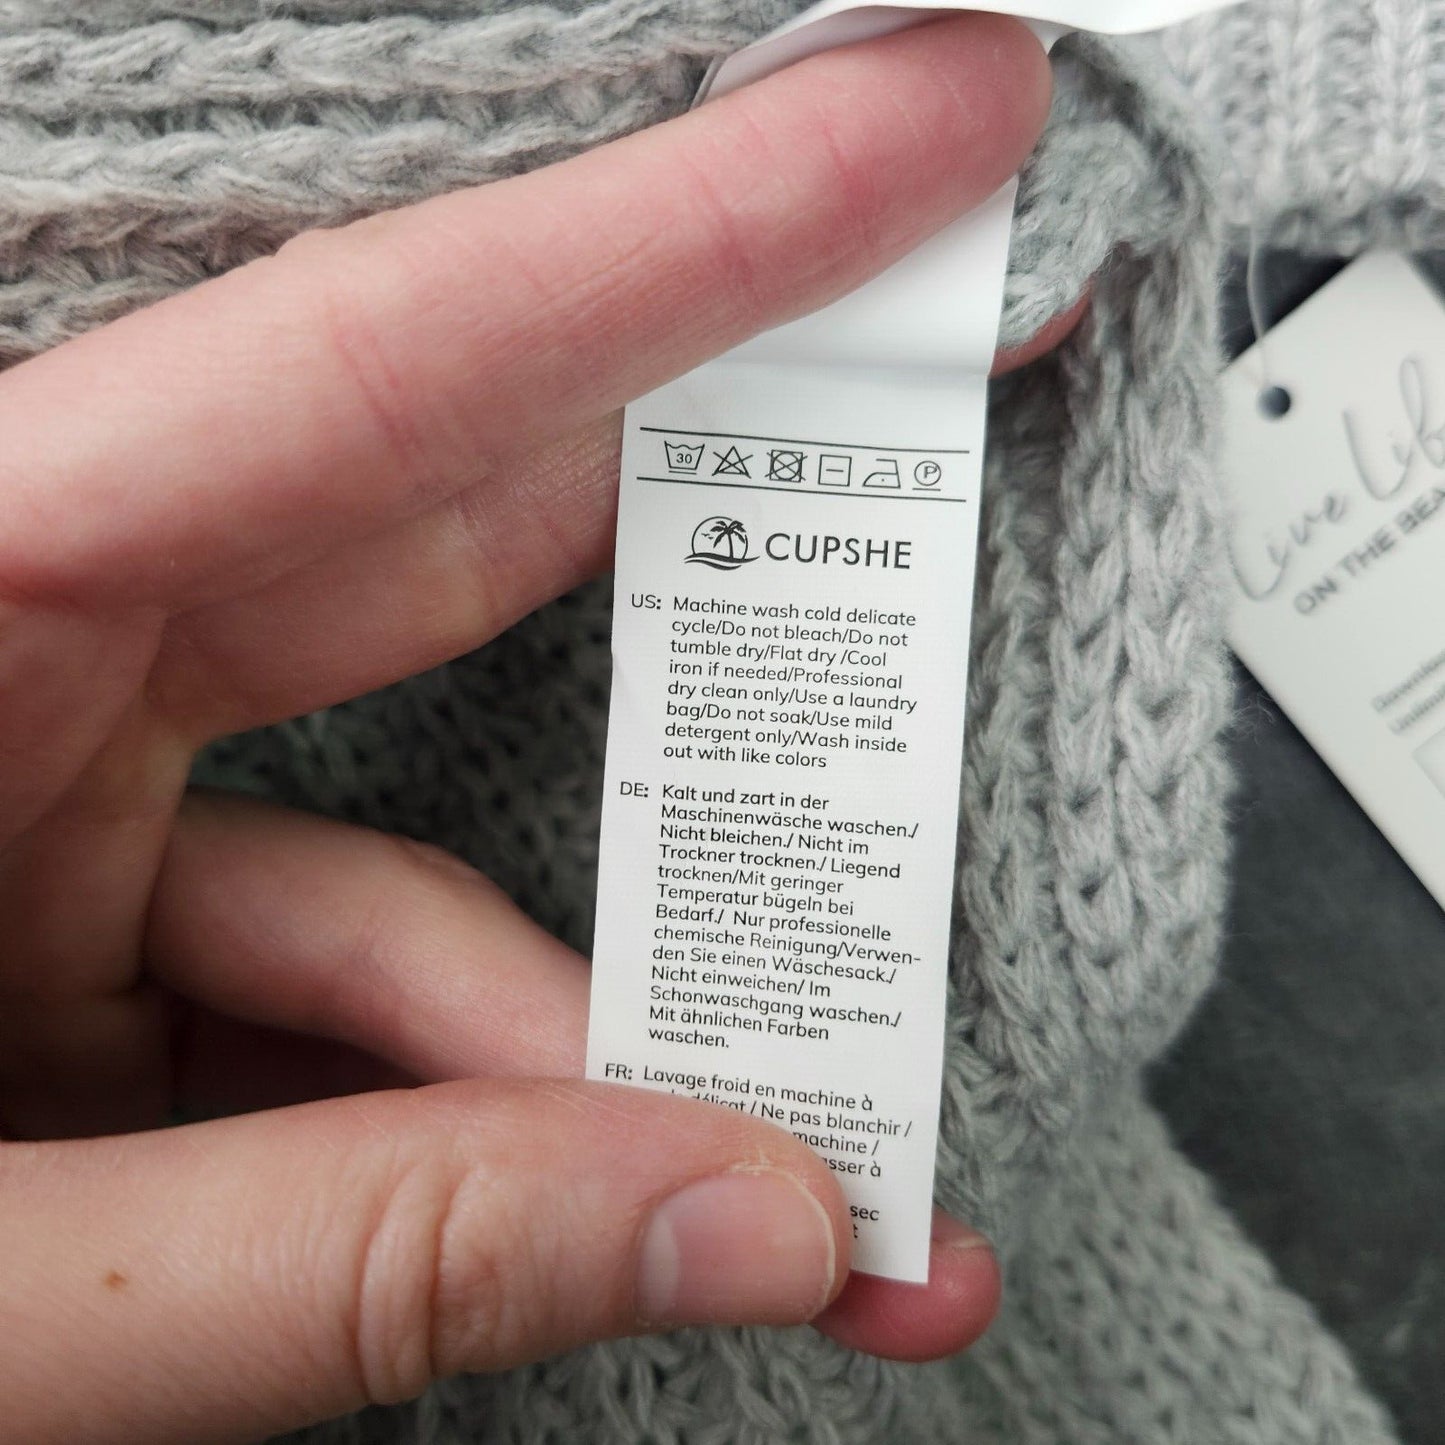 30
P
CUPSHE
US: Machine wash cold delicate
cycle/Do not bleach/Do not
tumble dry/Flat dry /Cool
iron if needed/Professional
dry clean only/Use a laundry
bag/Do not soak/Use mild
detergent only/Wash inside
out with like colors
DE: Kalt und zart in der
Maschinenwäsche waschen./
Nicht bleichen./ Nicht im
Trockner trocknen./ Liegend
trocknen/Mit geringer
Temperatur bügeln bei
Bedarf./ Nur professionelle
chemische Reinigung/Verwen-
den Sie einen Wäschesack./
Nicht einweichen/ Im
Schonwaschgang waschen./
Mit ähnlichen Farben
waschen.
FR: Lavage froid en machine à
délicat / Ne pas blanchir /
machine /
à
sec
Live
ON THE